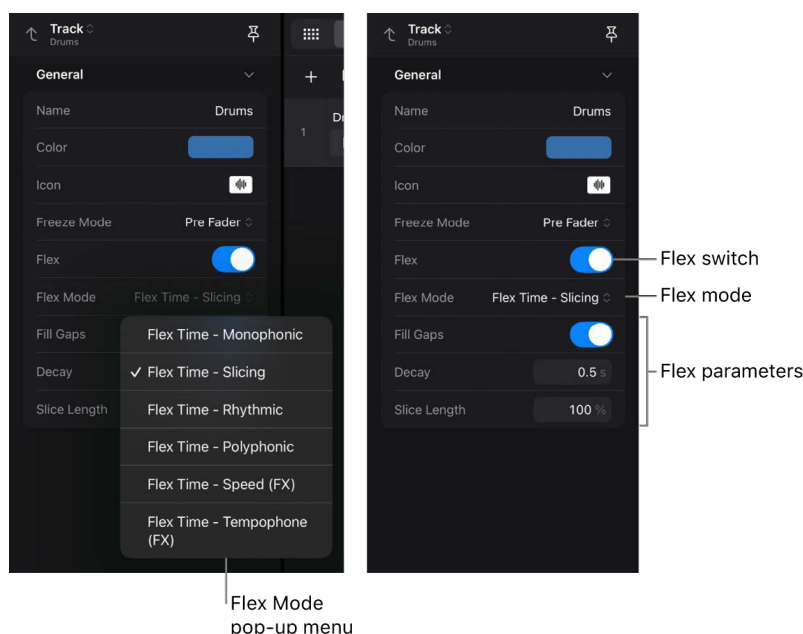 Track
Drums
General
Name Drums
Color
Icon
Freeze Mode Pre Fader
Flex
Flex Mode Flex Time - Slicing
Fill Gaps
Decay
Slice Length
Flex Time - Monophonic
✓ Flex Time - Slicing
Flex Time - Rhythmic
Flex Time - Polyphonic
Flex Time - Speed (FX)
Flex Time - Tempophone
(FX)
Flex Mode
pop-up menu
+
1
Track
Drums
General
Name Drums
Color
Icon
Freeze Mode Pre Fader
Flex
Flex Mode Flex Time - Slicing
Fill Gaps
Decay 0.5 s
Slice Length 100 %
Flex switch
Flex mode
Flex parameters